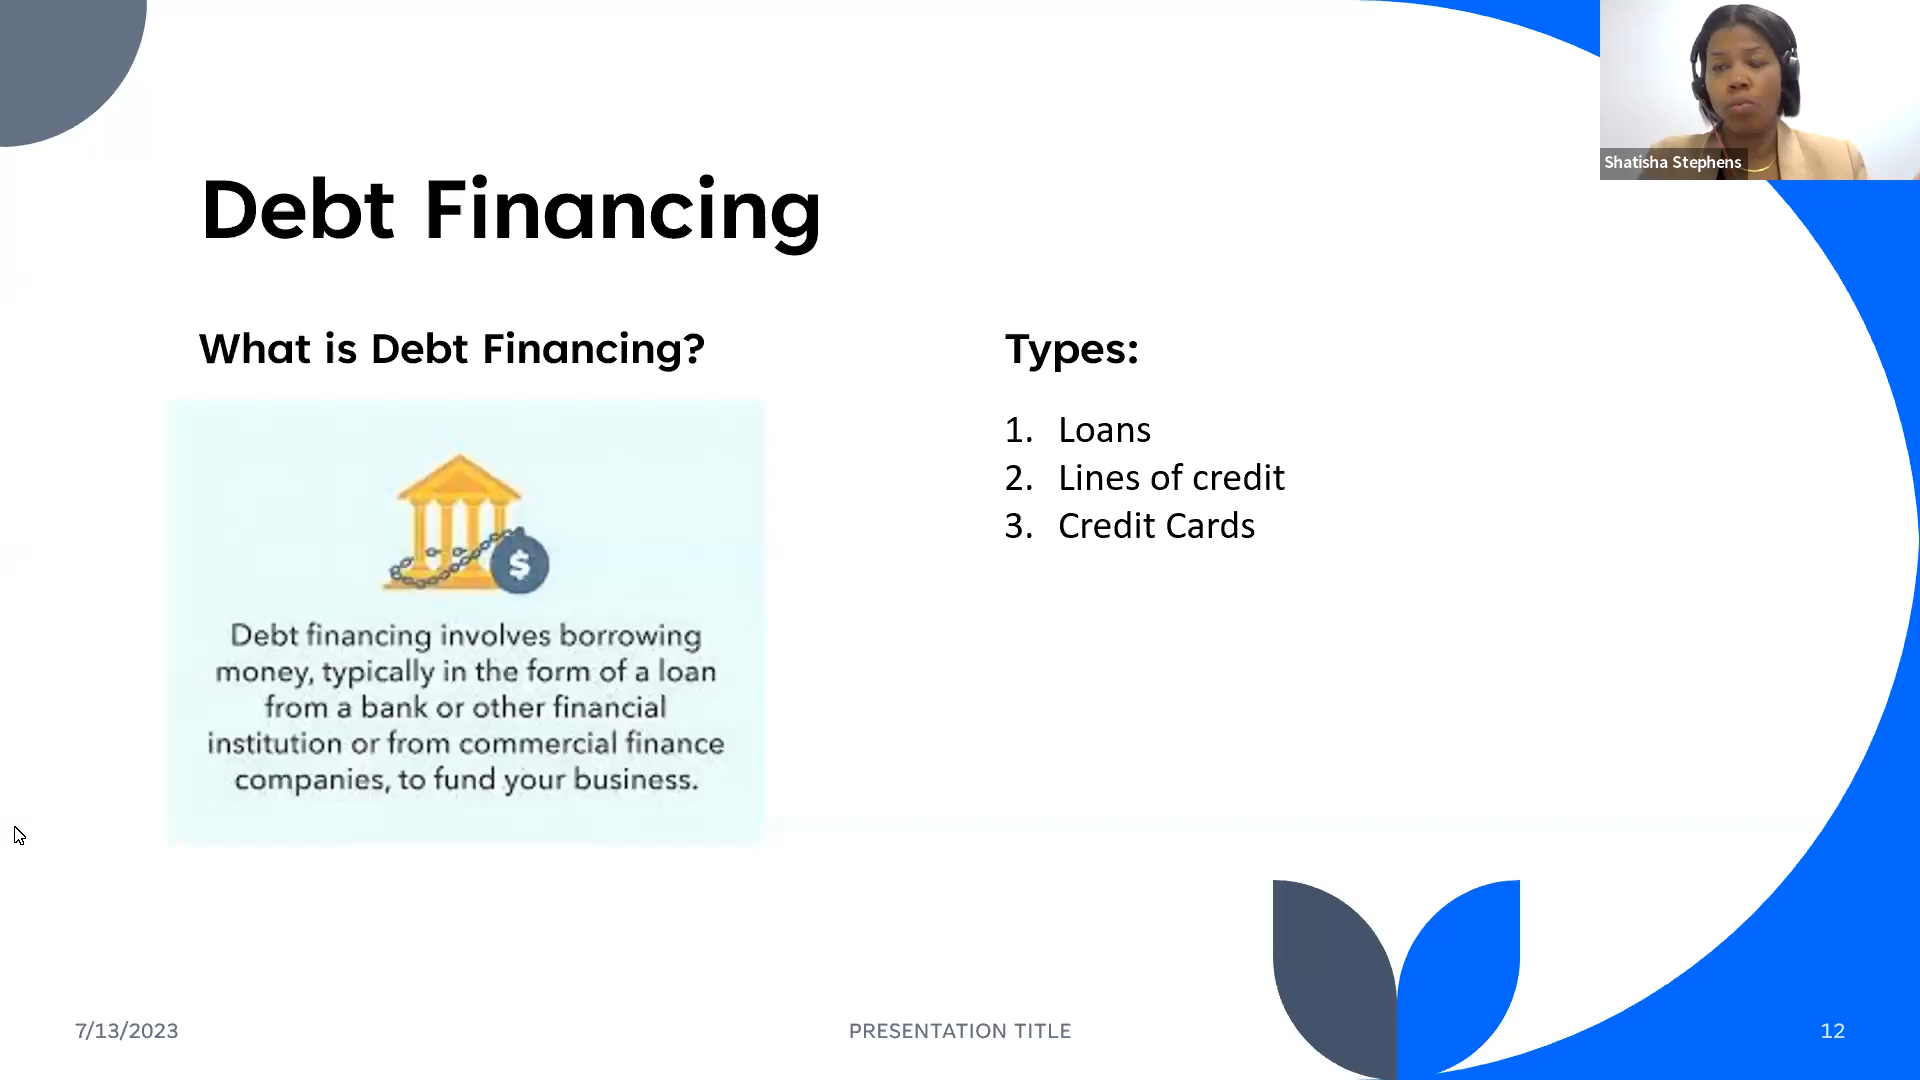 Shatisha Stephens
Debt Financing
What is Debt Financing?
$
Debt financing involves borrowing
money, typically in the form of a loan
from a bank or other financial
institution or from commercial finance
companies, to fund your business.
Types:
1. Loans
2. Lines of credit
3. Credit Cards
7/13/2023
PRESENTATION TITLE
12